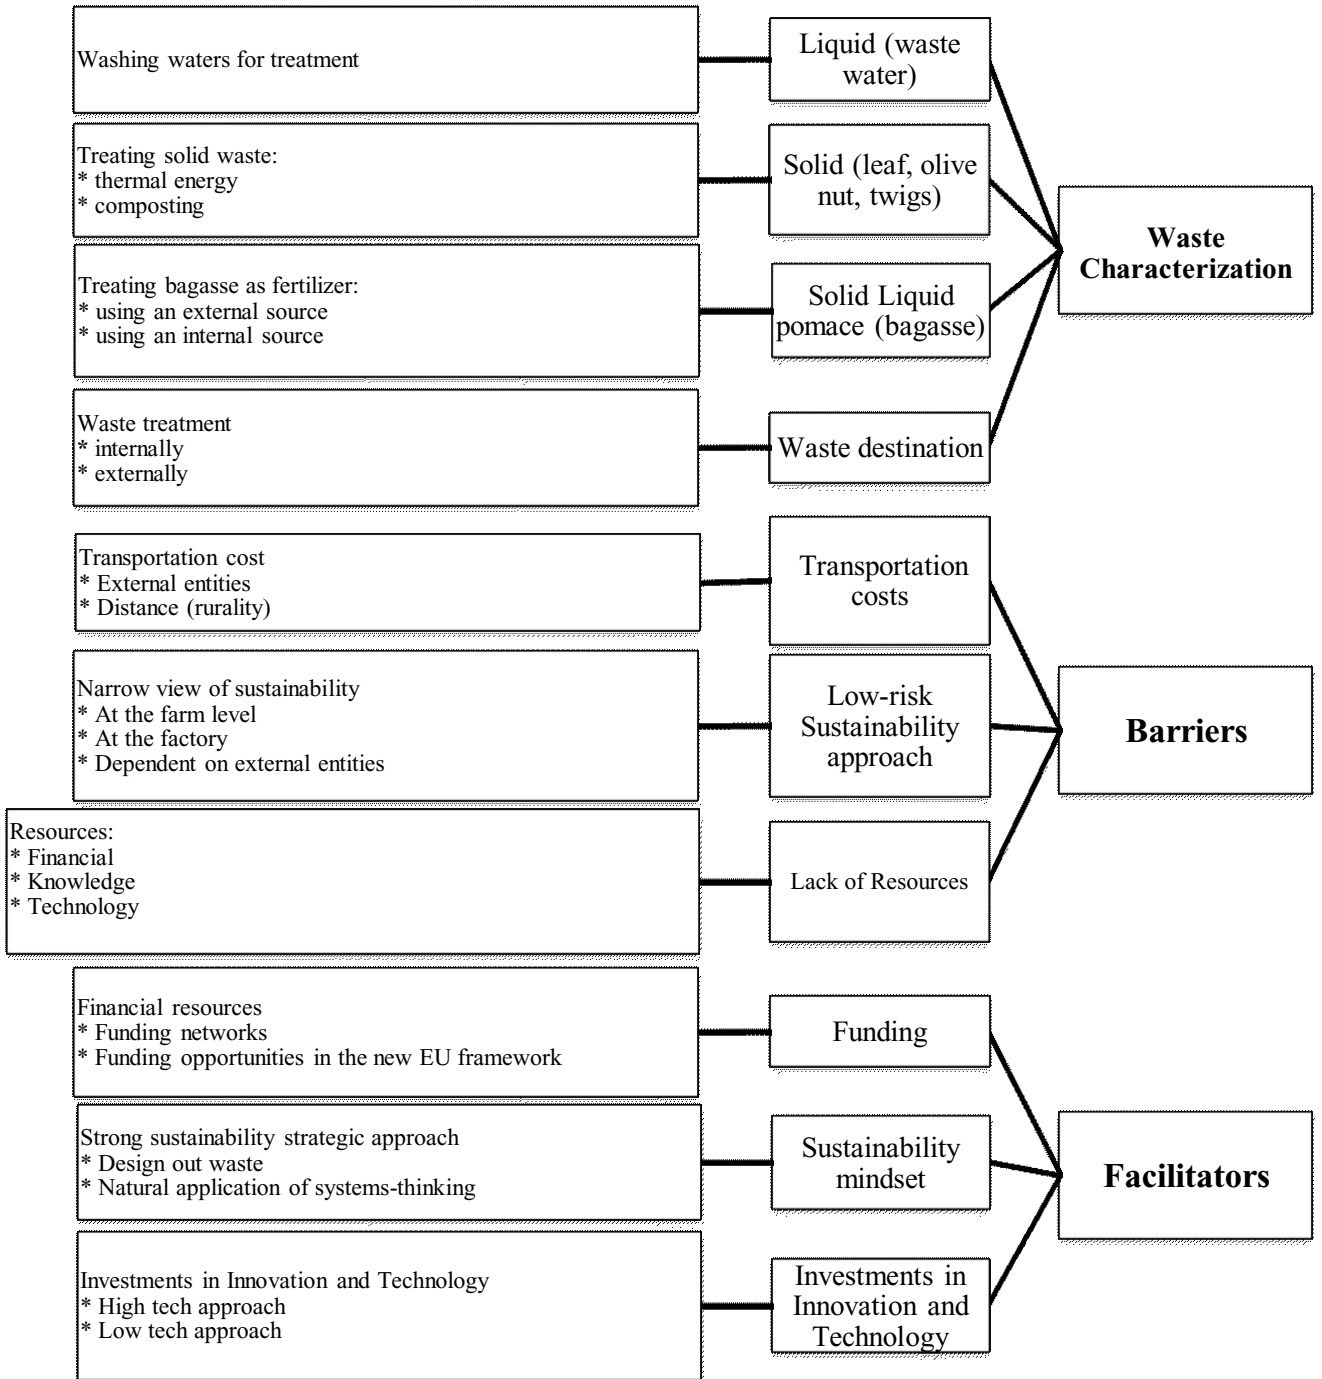 Washing waters for treatment
Liquid (waste
water)
Treating solid waste:
* thermal energy
* composting
Solid (leaf, olive
nut, twigs)
Treating bagasse as fertilizer:
* using an external source
* using an internal source
Solid Liquid
pomace (bagasse)
Waste treatment
* internally
* externally
Waste destination
Waste
Characterization
Transportation cost
* External entities
* Distance (rurality)
Transportation
costs
Narrow view of sustainability
* At the farm level
* At the factory
* Dependent on external entities
Low-risk
Sustainability
approach
Resources:
* Financial
* Knowledge
* Technology
Lack of Resources
Barriers
Financial resources
* Funding networks
* Funding opportunities in the new EU framework
Funding
Strong sustainability strategic approach
* Design out waste
* Natural application of systems-thinking
Sustainability
mindset
Investments in Innovation and Technology
* High tech approach
* Low tech approach
Investments in
Innovation and
Technology
Facilitators